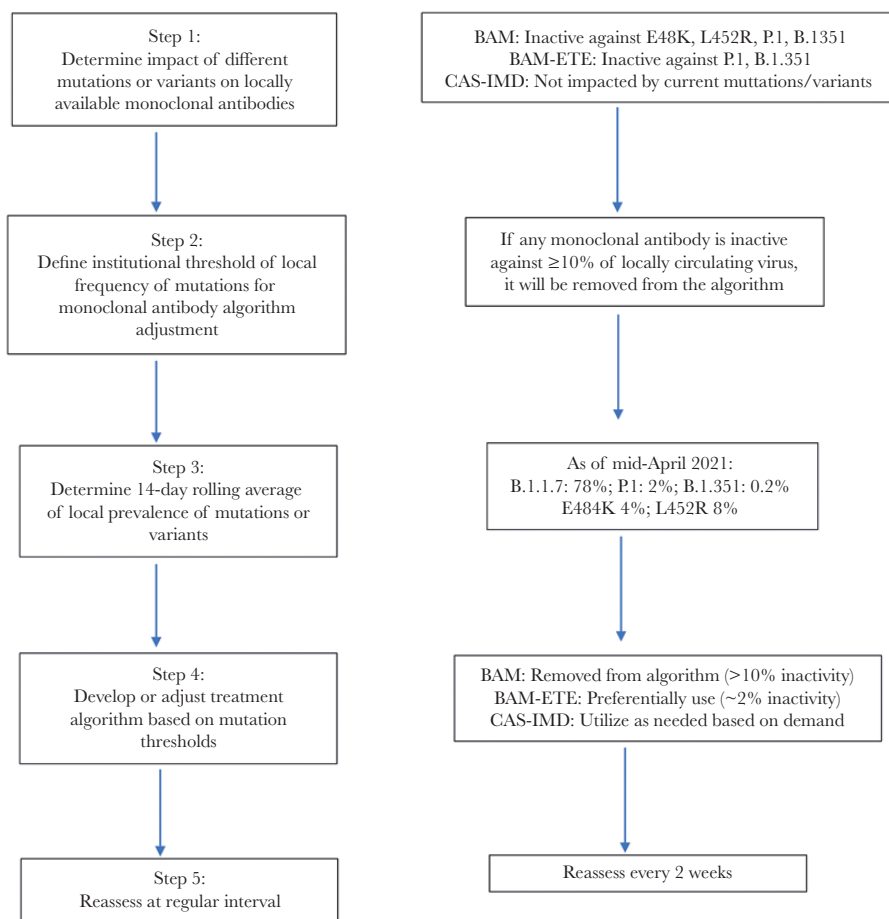 Step 1:
Determine impact of different
mutations or variants on locally
available monoclonal antibodies
BAM: Inactive against E48K, L452R, P.1, B.1351
BAM-ETE: Inactive against P.1, B.1.351
CAS-IMD: Not impacted by current muttations/variants
Step 2:
Define institutional threshold of local
frequency of mutations for
monoclonal antibody algorithm
adjustment
If any monoclonal antibody is inactive
against ≥10% of locally circulating virus,
it will be removed from the algorithm
Step 3:
Determine 14-day rolling average
of local prevalence of mutations or
variants
As of mid-April 2021:
B.1.1.7: 78%; P.1: 2%; B.1.351: 0.2%
E484K 4%; L452R 8%
Step 4:
Develop or adjust treatment
algorithm based on mutation
thresholds
BAM: Removed from algorithm (>10% inactivity)
BAM-ETE: Preferentially use (~2% inactivity)
CAS-IMD: Utilize as needed based on demand
Step 5:
Reassess at regular interval
Reassess every 2 weeks